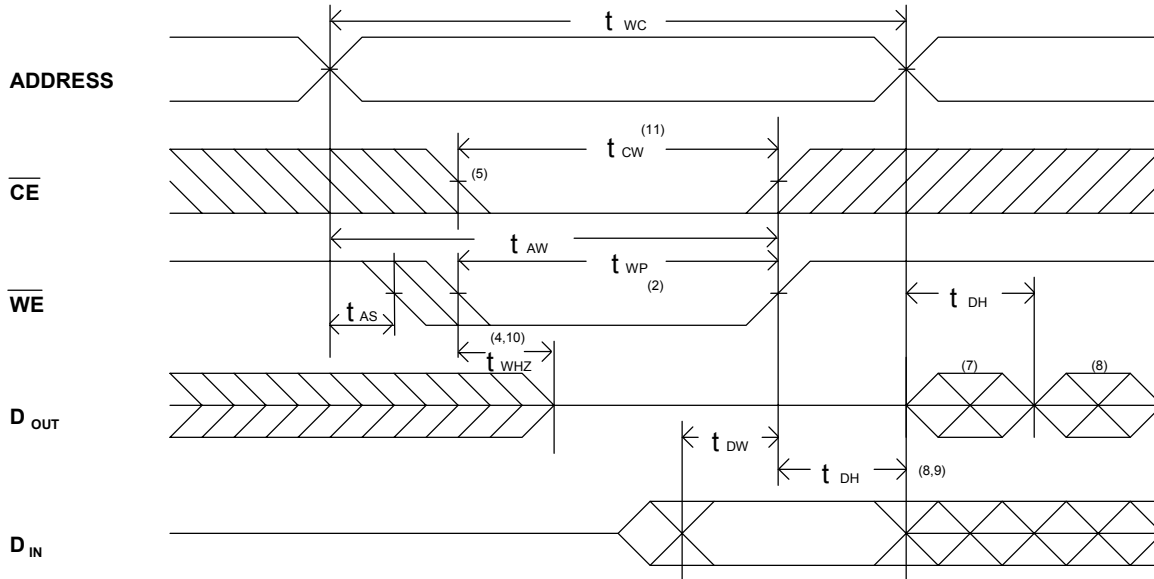 t WC
ADDRESS
t CW (11)
CE (5)
t AW
t WP (2)
WE
t AS
t DH
(4,10)
t WHZ
(7) (8)
D OUT
t DW
t DH (8,9)
D IN